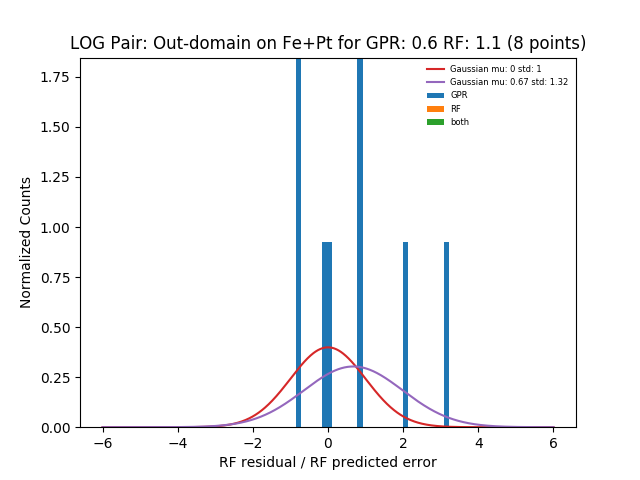 LOG Pair: Out-domain on Fe+Pt for GPR: 0.6 RF: 1.1 (8 points)
Gaussian mu: 0 std: 1
Gaussian mu: 0.67 std: 1.32
GPR
RF
both
Normalized Counts
1.75
1.50
1.25
1.00
0.75
0.50
0.25
0.00
−6 −4 −2 0 2 4 6
RF residual / RF predicted error